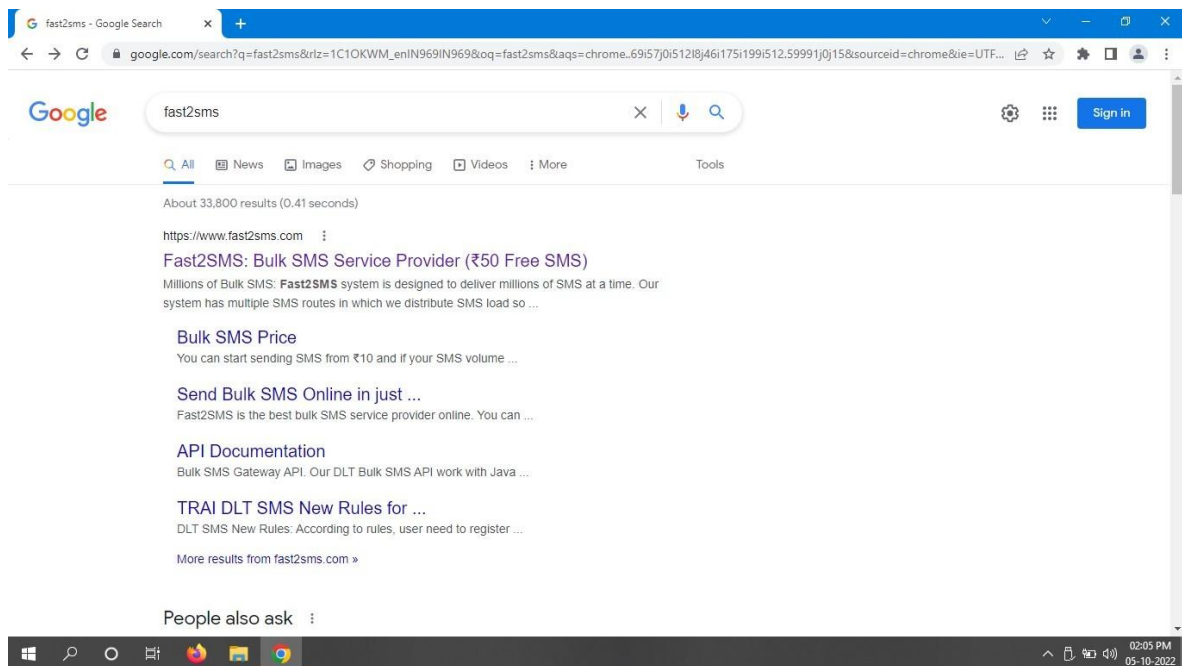 fast2sms - Google Search
google.com/search?q=fast2sms&rlz=1C1OKWM_enIN969IN969&oq=fast2sms&aqs=chrome..69i57j0i512l8j46i175i199i512.59991j0j15&sourceid=chrome&ie=UTF...
Google
fast2sms
Sign in
All News Images Shopping Videos More Tools
About 33,800 results (0.41 seconds)
https://www.fast2sms.com
Fast2SMS: Bulk SMS Service Provider (₹50 Free SMS)
Millions of Bulk SMS: Fast2SMS system is designed to deliver millions of SMS at a time. Our
system has multiple SMS routes in which we distribute SMS load so ...
Bulk SMS Price
You can start sending SMS from ₹10 and if your SMS volume ...
Send Bulk SMS Online in just ...
Fast2SMS is the best bulk SMS service provider online. You can ...
API Documentation
Bulk SMS Gateway API. Our DLT Bulk SMS API work with Java ...
TRAI DLT SMS New Rules for ...
DLT SMS New Rules: According to rules, user need to register ...
More results from fast2sms.com »
People also ask
02:05 PM
05-10-2022